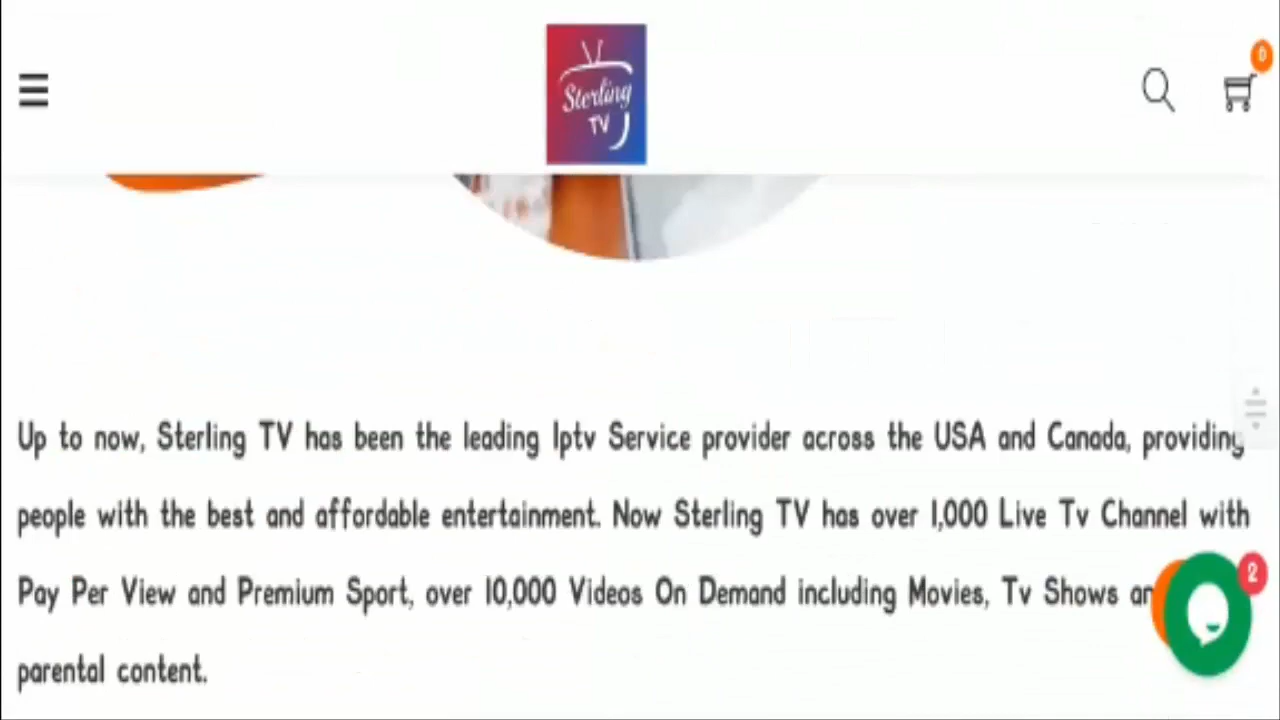 0
Sterling
TV
Up to now, Sterling TV has been the leading Iptv Service provider across the USA and Canada, providing
people with the best and affordable entertainment. Now Sterling TV has over 1,000 Live Tv Channel with
Pay Per View and Premium Sport, over 10,000 Videos On Demand including Movies, Tv Shows
2
parental content.